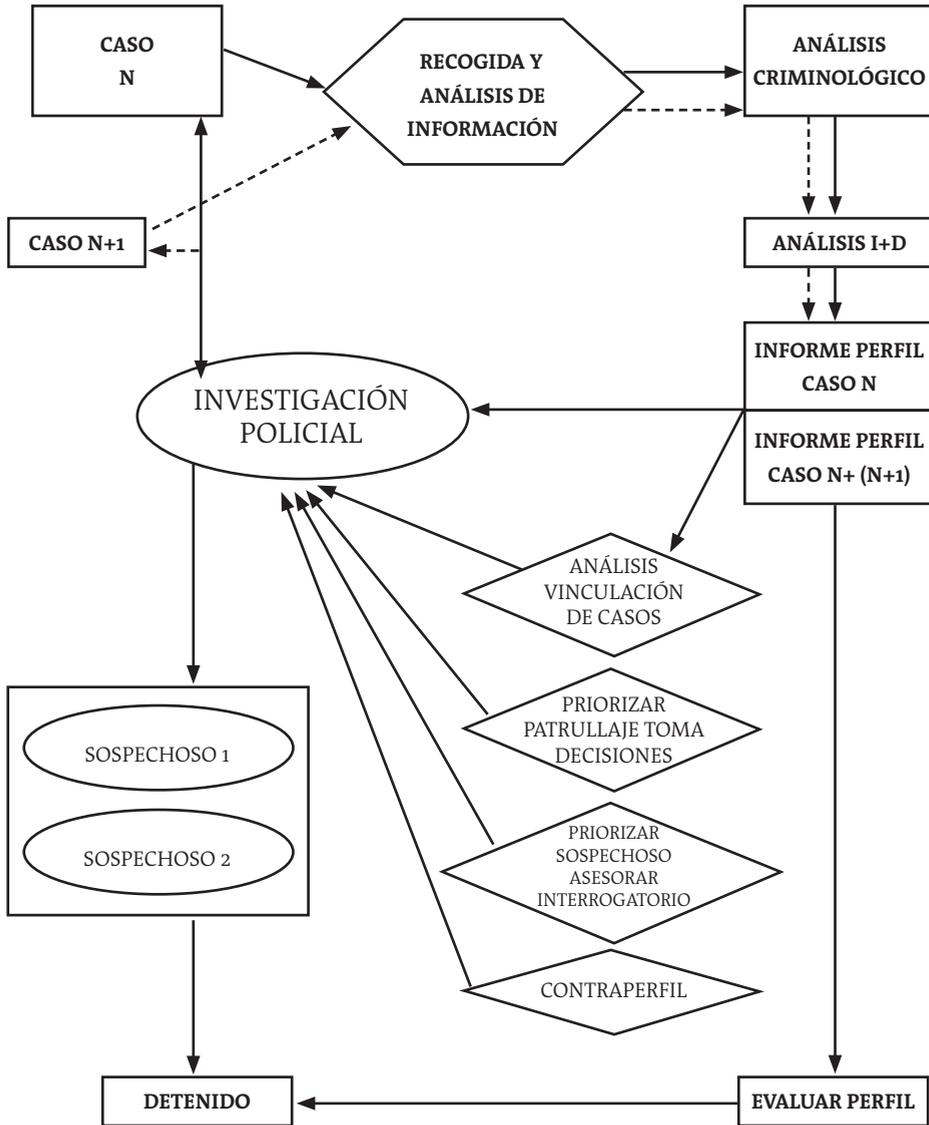 CASO
N
RECOGIDA Y
ANÁLISIS DE
INFORMACIÓN
ANÁLISIS
CRIMINOLÓGICO
CASO N+1
ANÁLISIS I+D
INFORME PERFIL
CASO N
INFORME PERFIL
CASO N+ (N+1)
INVESTIGACIÓN
POLICIAL
ANÁLISIS
VINCULACIÓN
DE CASOS
PRIORIZAR
PATRULLAJE TOMA
DECISIONES
SOSPECHOSO 1
SOSPECHOSO 2
PRIORIZAR
SOSPECHOSO
ASESORAR
INTERROGATORIO
CONTRAPERFIL
DETENIDO
EVALUAR PERFIL